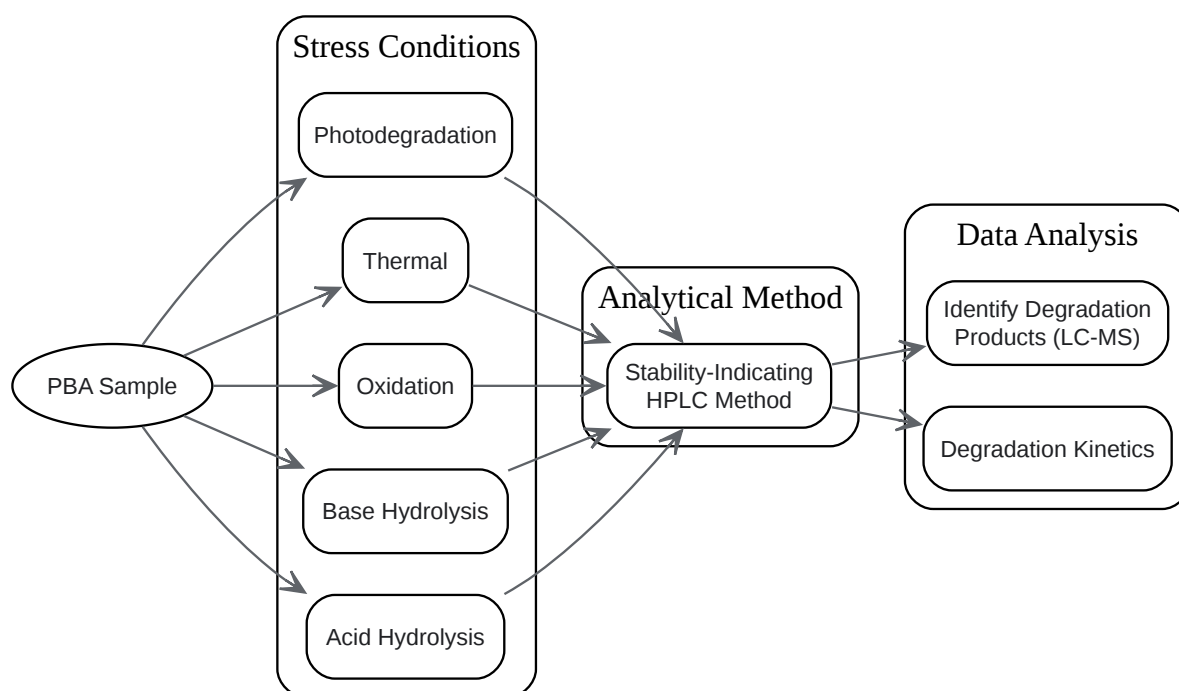 Stress Conditions
Photodegradation
Thermal
PBA Sample
Oxidation
Base Hydrolysis
Acid Hydrolysis
Analytical Method
Stability-Indicating
HPLC Method
Data Analysis
Identify Degradation
Products (LC-MS)
Degradation Kinetics